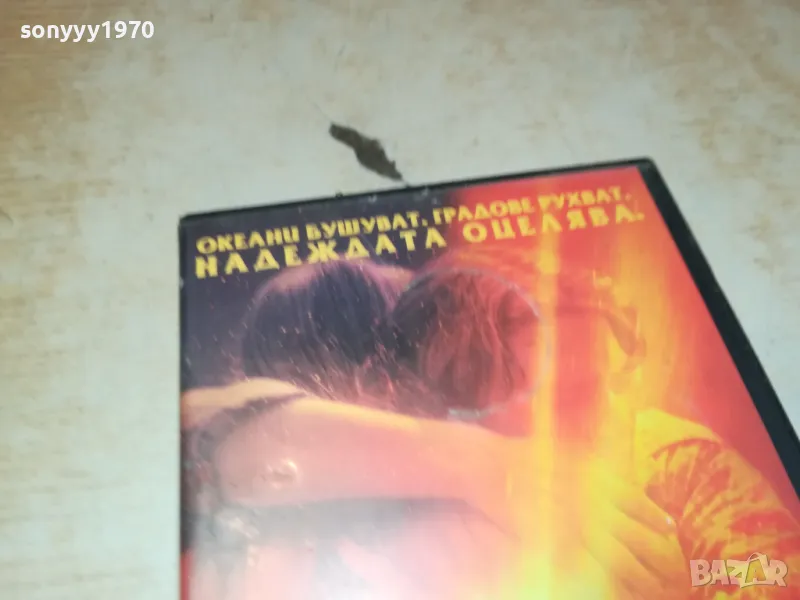 sonyyy1970
ОКЕАНИ БУШУВАТ, ГРАДОВЕ РУХВАТ,
НАДЕЖДАТА ОЦЕЛЯВА.
BAZAR